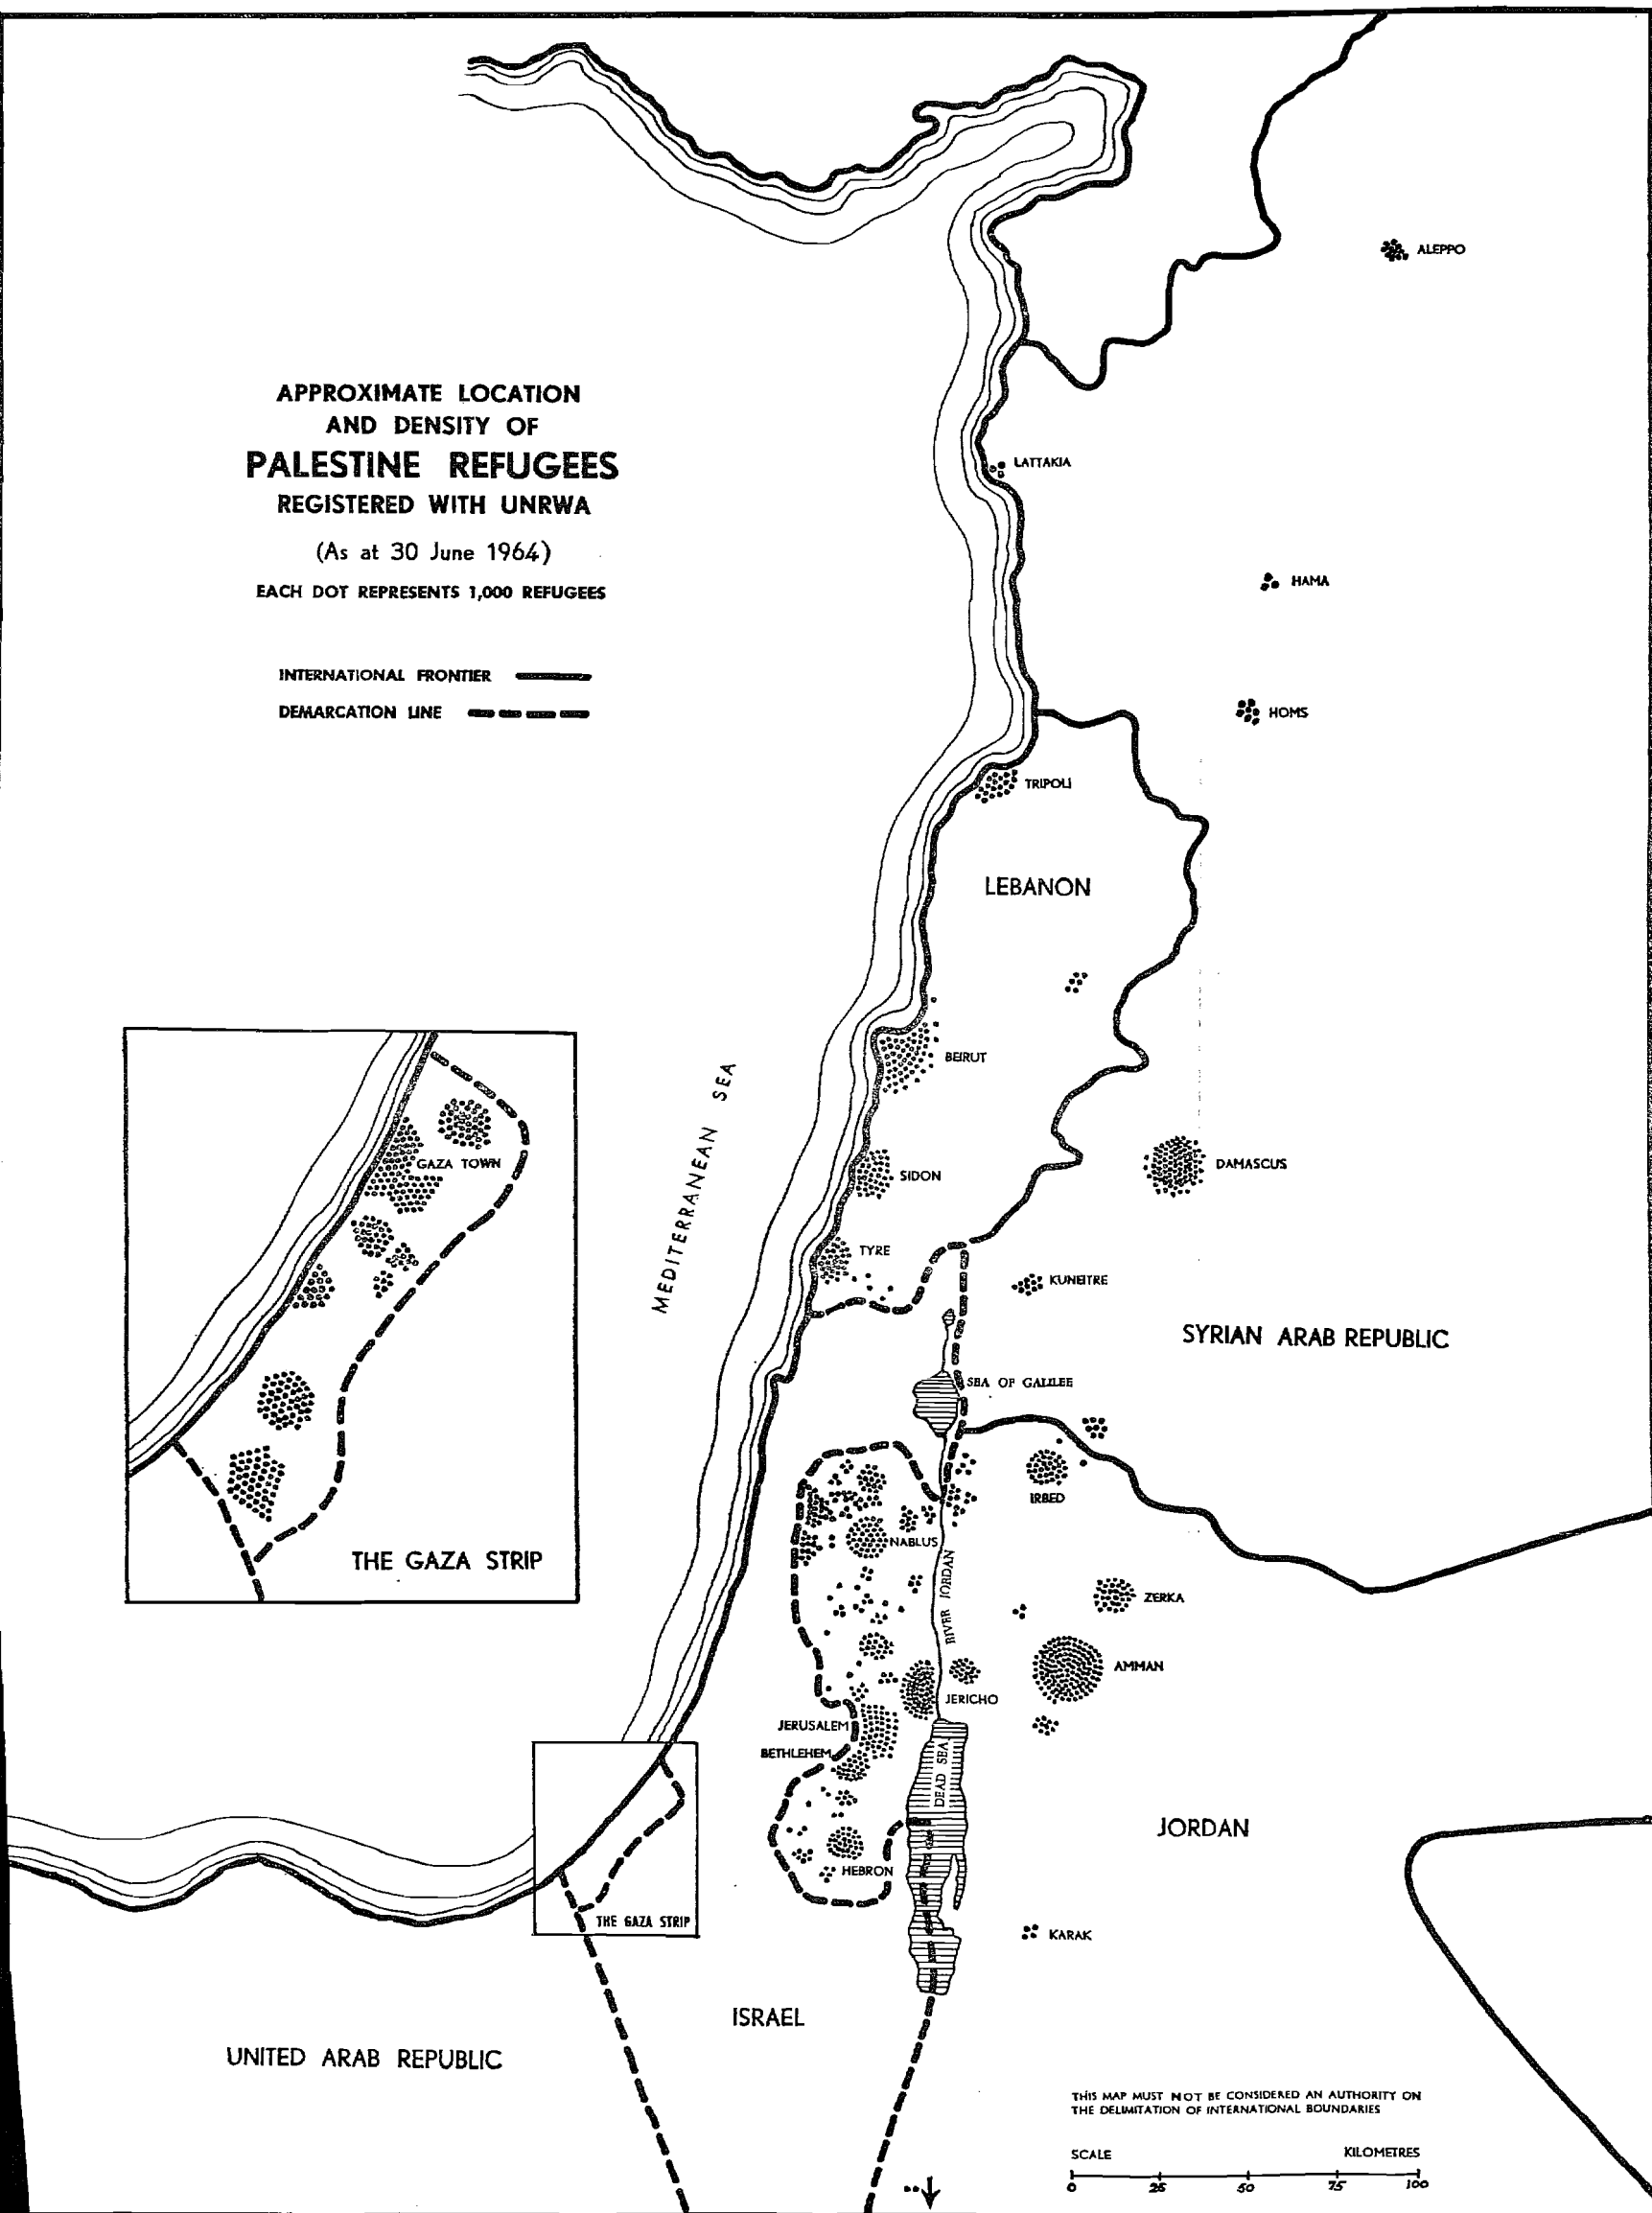 APPROXIMATE LOCATION
AND DENSITY OF
PALESTINE REFUGEES
REGISTERED WITH UNRWA
(As at 30 June 1964)
EACH DOT REPRESENTS 1,000 REFUGEES
INTERNATIONAL FRONTIER
DEMARCATION LINE
ALEPPO
LATTAKIA
HAMA
HOMS
TRIPOLI
LEBANON
BEIRUT
MEDITERRANEAN SEA
SIDON
DAMASCUS
TYRE
KUNEITRE
SYRIAN ARAB REPUBLIC
SEA OF GALILEE
IRBED
NABLUS
RIVER JORDAN
ZERKA
AMMAN
JERICHO
JERUSALEM
BETHLEHEM
DEAD SEA
JORDAN
HEBRON
KARAK
GAZA TOWN
THE GAZA STRIP
THE GAZA STRIP
ISRAEL
UNITED ARAB REPUBLIC
THIS MAP MUST NOT BE CONSIDERED AN AUTHORITY ON
THE DELIMITATION OF INTERNATIONAL BOUNDARIES
SCALE KILOMETRES
0 25 50 75 100